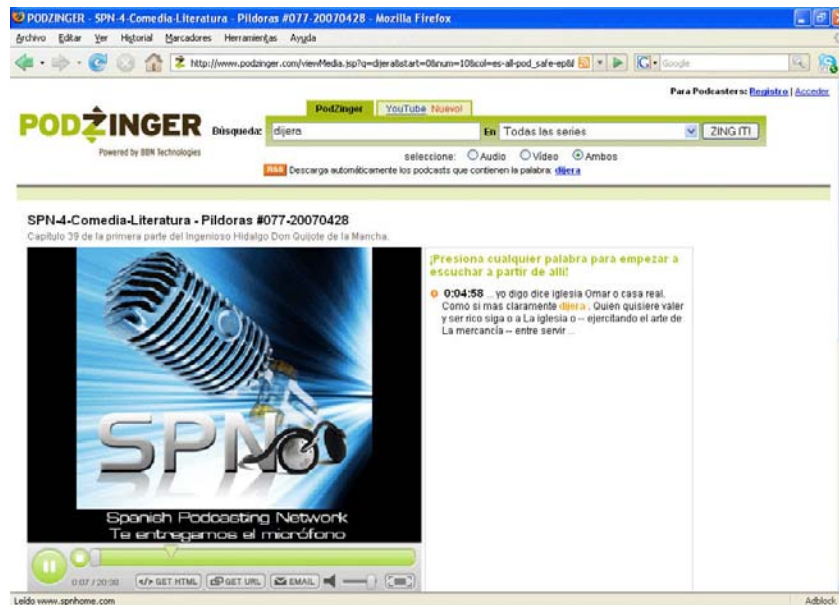 PODZINGER - SPN-4-Comedia-Literatura - Pildoras #077-20070428 - Mozilla Firefox
Archivo Editar Ver Historial Marcadores Herramientas Ayuda
http://www.podzinger.com/viewMedia.jsp?q=dijera&start=0&num=10&col=es-all-pod_safe-ep&f
Google
Para Podcasters: Registro | Acceder
PodZinger YouTube Nuevo!
PODZINGER Búsqueda: dijera En Todas las series ZING IT!
Powered by BBN Technologies
seleccione: Audio Vídeo Ambos
RSS Descarga automáticamente los podcasts que contienen la palabra: dijera
SPN-4-Comedia-Literatura - Pildoras #077-20070428
Capítulo 39 de la primera parte del Ingenioso Hidalgo Don Quijote de la Mancha.
¡Presiona cualquier palabra para empezar a
escuchar a partir de allí!
0:04:58 ... yo digo dice iglesia Omar o casa real.
Como si mas claramente dijera . Quien quisiere valer
y ser rico siga o a La iglesia o -- ejercitando el arte de
La mercancía -- entre servir ...
SPN
Spanish Podcasting Network
Te entregamos el micrófono
0:07 / 20:08 </> GET HTML GET URL EMAIL
Leído www.spnhome.com
Adblock